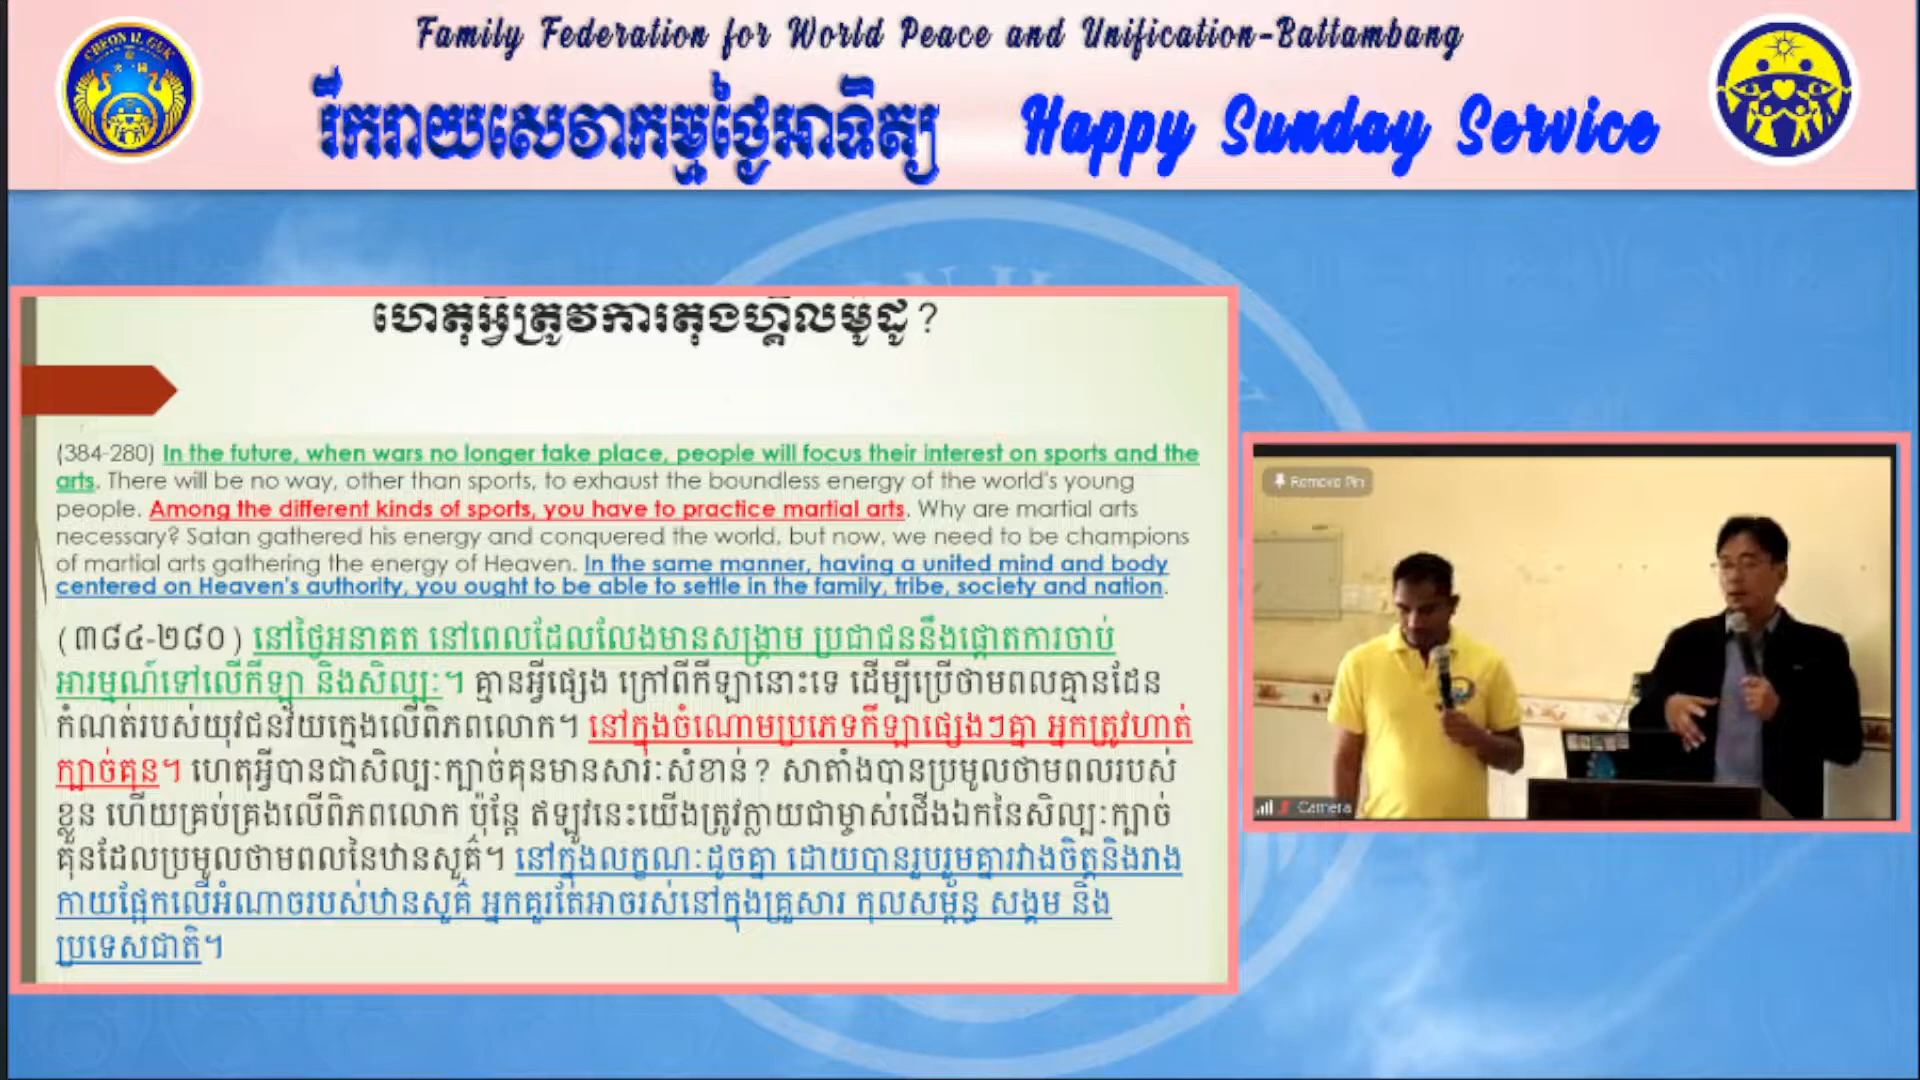 Family Federation for World Peace and Unification-Battambang
រីករាយសេវាកម្មថ្ងៃអាទិត្យ Happy Sunday Service
CHEON IL GUK
ហេតុអ្វីត្រូវការតុងហ្គីលម៉ូដូ?
(384-280) In the future, when wars no longer take place, people will focus their interest on sports and the
arts. There will be no way, other than sports, to exhaust the boundless energy of the world's young
people. Among the different kinds of sports, you have to practice martial arts. Why are martial arts
necessary? Satan gathered his energy and conquered the world, but now, we need to be champions
of martial arts gathering the energy of Heaven. In the same manner, having a united mind and body
centered on Heaven's authority, you ought to be able to settle in the family, tribe, society and nation.
(៣៨៤-២៨០) នៅថ្ងៃអនាគត នៅពេលដែលលែងមានសង្គ្រាម ប្រជាជននឹងផ្តោតការចាប់
អារម្មណ៍ទៅលើកីឡា និងសិល្បៈ។ គ្មានអ្វីផ្សេង ក្រៅពីកីឡានោះទេ ដើម្បីប្រើថាមពលគ្មានដែន
កំណត់របស់យុវជនវ័យក្មេងលើពិភពលោក។ នៅក្នុងចំណោមប្រភេទកីឡាផ្សេងៗគ្នា អ្នកត្រូវហាត់
ក្បាច់គុន។ ហេតុអ្វីបានជាសិល្បៈក្បាច់គុនមានសារៈសំខាន់? សាតាំងបានប្រមូលថាមពលរបស់
ខ្លួន ហើយគ្រប់គ្រងលើពិភពលោក ប៉ុន្តែ ឥឡូវនេះយើងត្រូវក្លាយជាម្ចាស់ជើងឯកនៃសិល្បៈក្បាច់
គុនដែលប្រមូលថាមពលនៃឋានសួគ៌។ នៅក្នុងលក្ខណៈដូចគ្នា ដោយបានរួបរួមគ្នារវាងចិត្តនិងរាង
កាយផ្អែកលើអំណាចរបស់ឋានសួគ៌ អ្នកគួរតែអាចរស់នៅក្នុងគ្រួសារ កុលសម្ព័ន្ធ សង្គម និង
ប្រទេសជាតិ។
Remove Pin
Camera